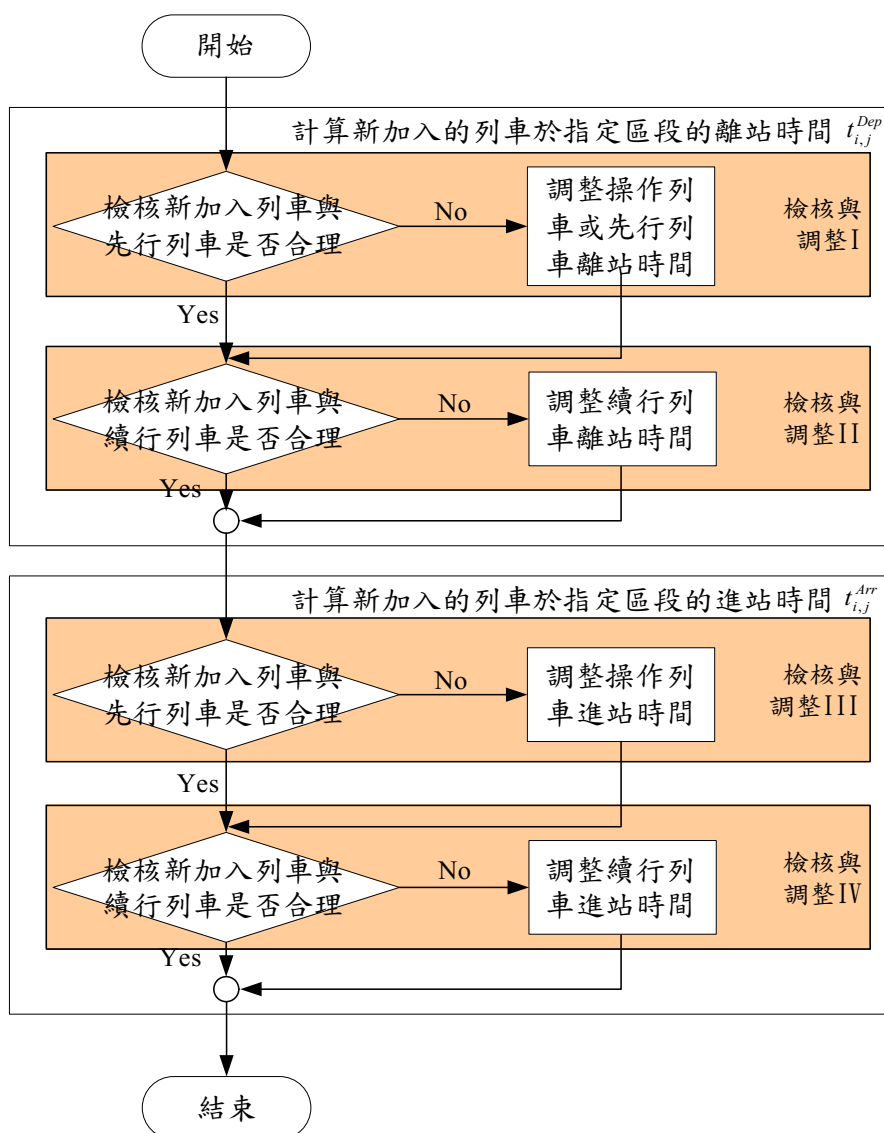 開始
計算新加入的列車於指定區段的離站時間 t_{i,j}^{Dep}
檢核新加入列車與
先行列車是否合理
No
調整操作列
車或先行列
車離站時間
檢核與
調整I
Yes
檢核新加入列車與
續行列車是否合理
No
調整續行列
車離站時間
檢核與
調整II
Yes
計算新加入的列車於指定區段的進站時間 t_{i,j}^{Arr}
檢核新加入列車與
先行列車是否合理
No
調整操作列
車進站時間
檢核與
調整III
Yes
檢核新加入列車與
續行列車是否合理
No
調整續行列
車進站時間
檢核與
調整IV
Yes
結束